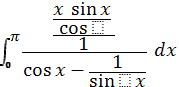 ∫₀^π
x sin x
cos ⬚
1
cos x − 1
sin ⬚ x
dx